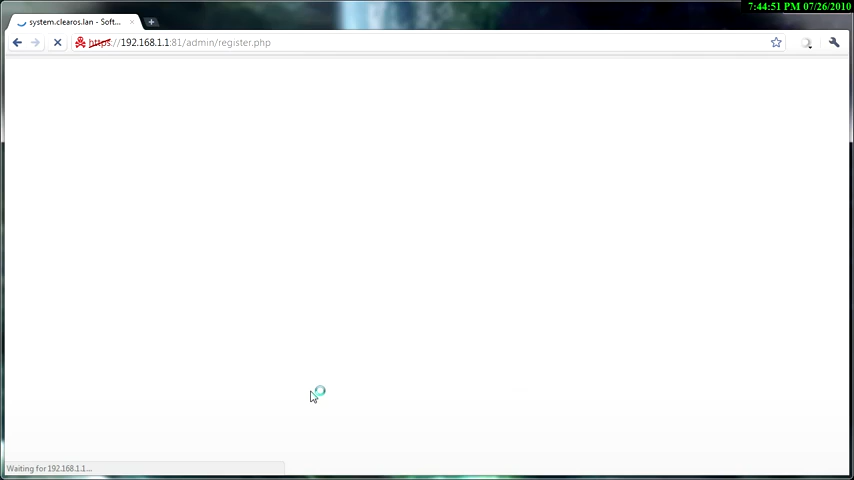 7:44:51 PM 07/26/2010
system.clearos.lan - Soft...
https://192.168.1.1:81/admin/register.php
Waiting for 192.168.1.1...